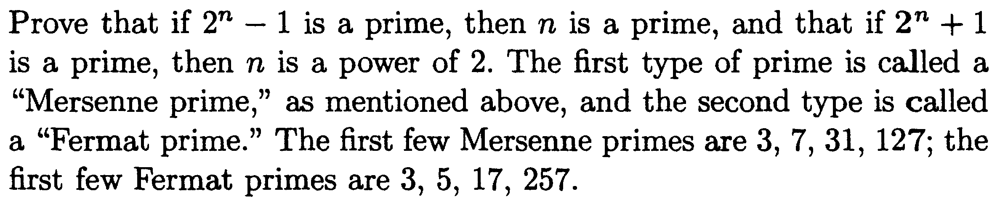 Prove that if 2ⁿ − 1 is a prime, then n is a prime, and that if 2ⁿ + 1
is a prime, then n is a power of 2. The first type of prime is called a
“Mersenne prime,” as mentioned above, and the second type is called
a “Fermat prime.” The first few Mersenne primes are 3, 7, 31, 127; the
first few Fermat primes are 3, 5, 17, 257.